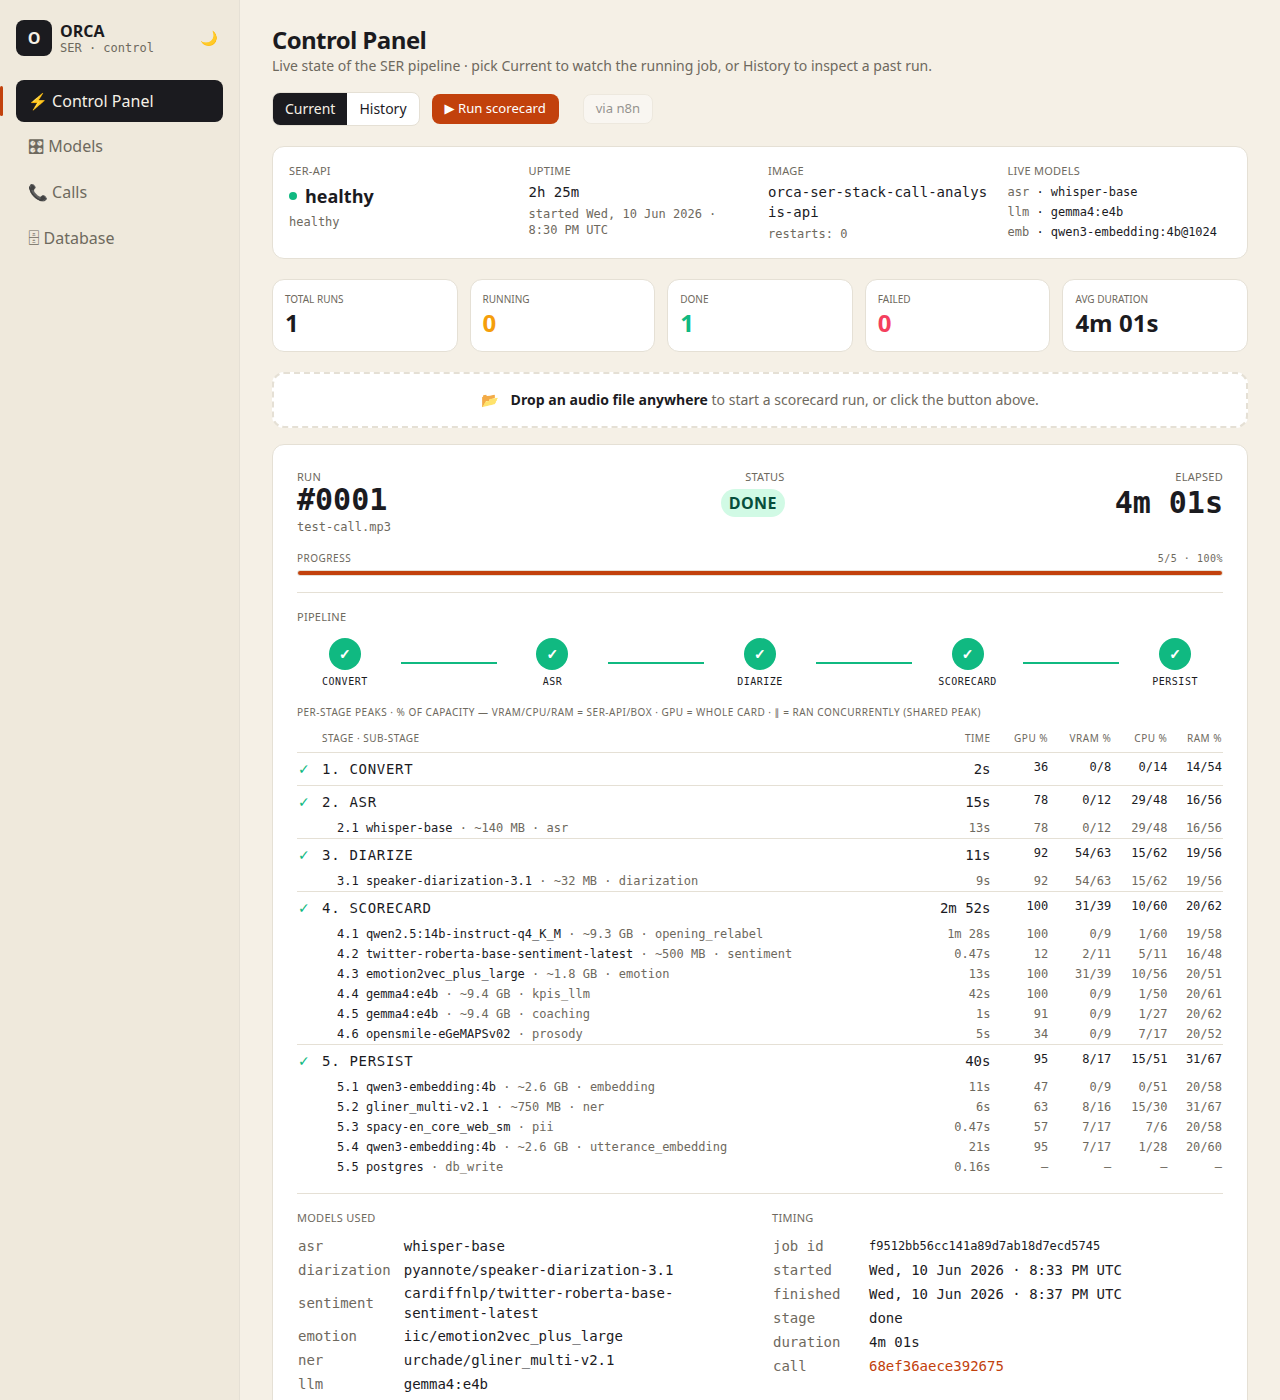 O
ORCA
SER · control
🌙
⚡ Control Panel
Models
📞 Calls
Database
Control Panel
Live state of the SER pipeline · pick Current to watch the running job, or History to inspect a past run.
Current History ▶ Run scorecard via n8n
SER-API UPTIME IMAGE LIVE MODELS
healthy
healthy
2h 25m
started Wed, 10 Jun 2026 ·
8:30 PM UTC
orca-ser-stack-call-analys
is-api
restarts: 0
asr · whisper-base
llm · gemma4:e4b
emb · qwen3-embedding:4b@1024
TOTAL RUNS
1
RUNNING
0
DONE
1
FAILED
0
AVG DURATION
4m 01s
📂 Drop an audio file anywhere to start a scorecard run, or click the button above.
RUN
#0001
test-call.mp3
STATUS
DONE
ELAPSED
4m 01s
PROGRESS 5/5 · 100%
PIPELINE
✓ ✓ ✓ ✓ ✓
CONVERT ASR DIARIZE SCORECARD PERSIST
PER-STAGE PEAKS · % OF CAPACITY — VRAM/CPU/RAM = SER-API/BOX · GPU = WHOLE CARD · ∥ = RAN CONCURRENTLY (SHARED PEAK)
STAGE · SUB-STAGE TIME GPU % VRAM % CPU % RAM %
✓ 1. CONVERT 2s 36 0/8 0/14 14/54
✓ 2. ASR 15s 78 0/12 29/48 16/56
2.1 whisper-base · ~140 MB · asr 13s 78 0/12 29/48 16/56
✓ 3. DIARIZE 11s 92 54/63 15/62 19/56
3.1 speaker-diarization-3.1 · ~32 MB · diarization 9s 92 54/63 15/62 19/56
✓ 4. SCORECARD 2m 52s 100 31/39 10/60 20/62
4.1 qwen2.5:14b-instruct-q4_K_M · ~9.3 GB · opening_relabel 1m 28s 100 0/9 1/60 19/58
4.2 twitter-roberta-base-sentiment-latest · ~500 MB · sentiment 0.47s 12 2/11 5/11 16/48
4.3 emotion2vec_plus_large · ~1.8 GB · emotion 13s 100 31/39 10/56 20/51
4.4 gemma4:e4b · ~9.4 GB · kpis_llm 42s 100 0/9 1/50 20/61
4.5 gemma4:e4b · ~9.4 GB · coaching 1s 91 0/9 1/27 20/62
4.6 opensmile-eGeMAPSv02 · prosody 5s 34 0/9 7/17 20/52
✓ 5. PERSIST 40s 95 8/17 15/51 31/67
5.1 qwen3-embedding:4b · ~2.6 GB · embedding 11s 47 0/9 0/51 20/58
5.2 gliner_multi-v2.1 · ~750 MB · ner 6s 63 8/16 15/30 31/67
5.3 spacy-en_core_web_sm · pii 0.47s 57 7/17 7/6 20/58
5.4 qwen3-embedding:4b · ~2.6 GB · utterance_embedding 21s 95 7/17 1/28 20/60
5.5 postgres · db_write 0.16s — — — —
MODELS USED
asr whisper-base
diarization pyannote/speaker-diarization-3.1
sentiment cardiffnlp/twitter-roberta-base-
sentiment-latest
emotion iic/emotion2vec_plus_large
ner urchade/gliner_multi-v2.1
llm gemma4:e4b
TIMING
job id f9512bb56cc141a89d7ab18d7ecd5745
started Wed, 10 Jun 2026 · 8:33 PM UTC
finished Wed, 10 Jun 2026 · 8:37 PM UTC
stage done
duration 4m 01s
call 68ef36aece392675